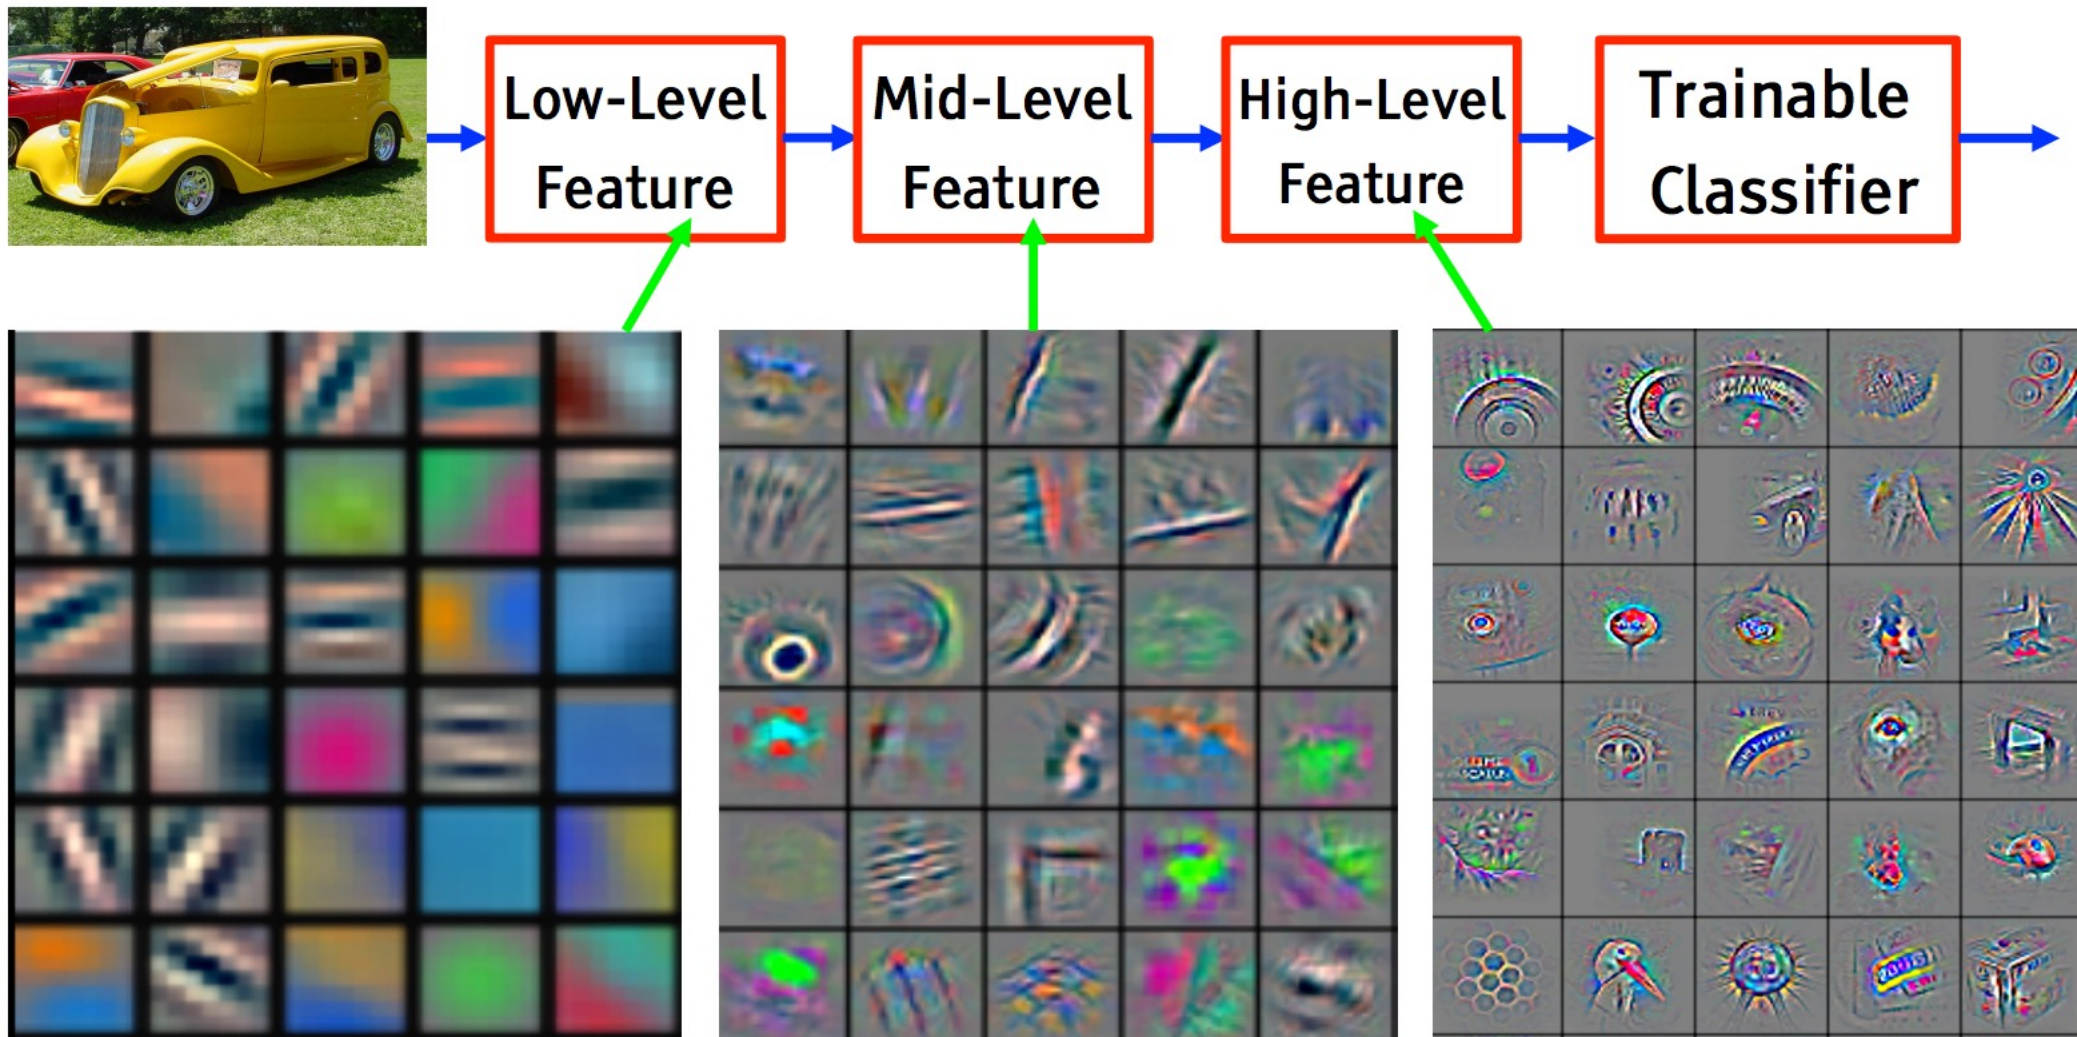 Low-Level
Feature
Mid-Level
Feature
High-Level
Feature
Trainable
Classifier